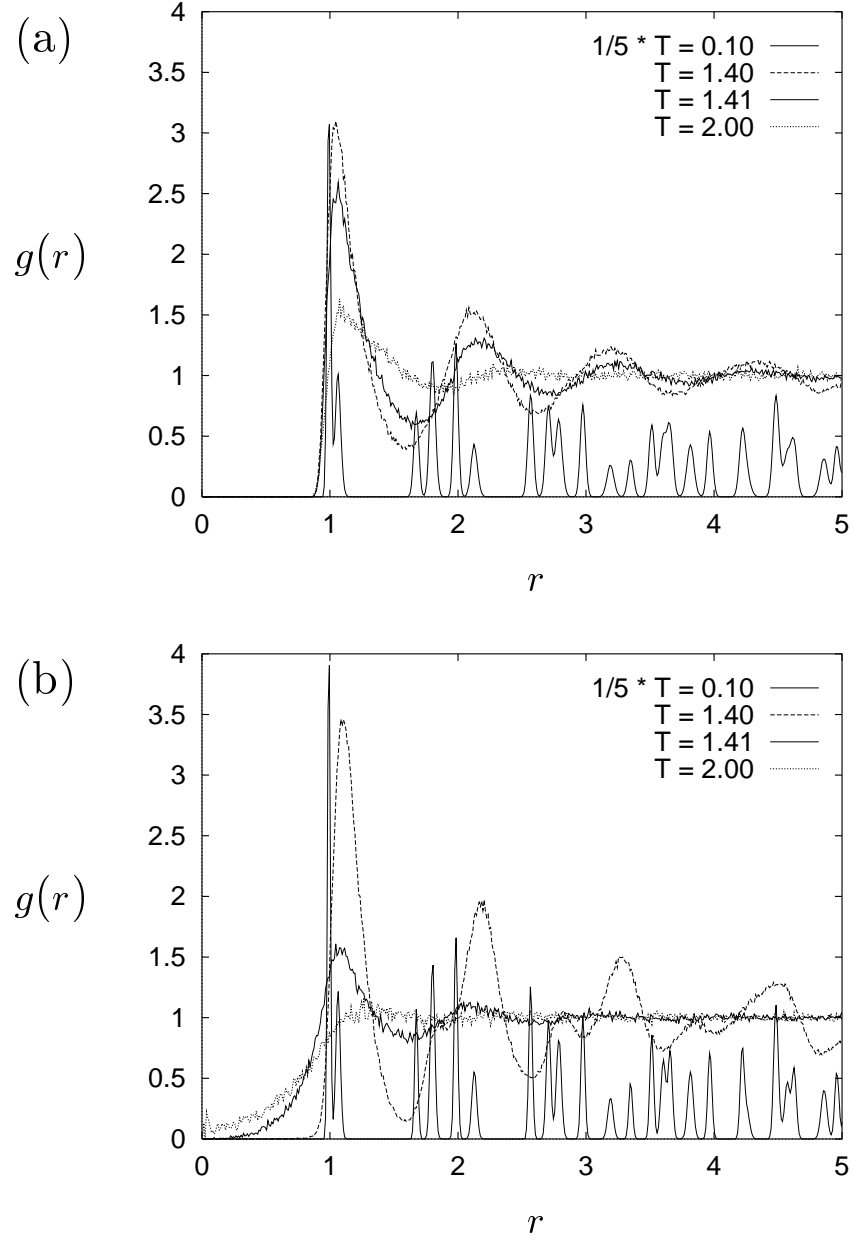 (a)
4
3.5
3
2.5
2
1.5
1
0.5
0
g(r)
1/5 * T = 0.10
T = 1.40
T = 1.41
T = 2.00
0 1 2 3 4 5
r
(b)
4
3.5
3
2.5
2
1.5
1
0.5
0
g(r)
1/5 * T = 0.10
T = 1.40
T = 1.41
T = 2.00
0 1 2 3 4 5
r